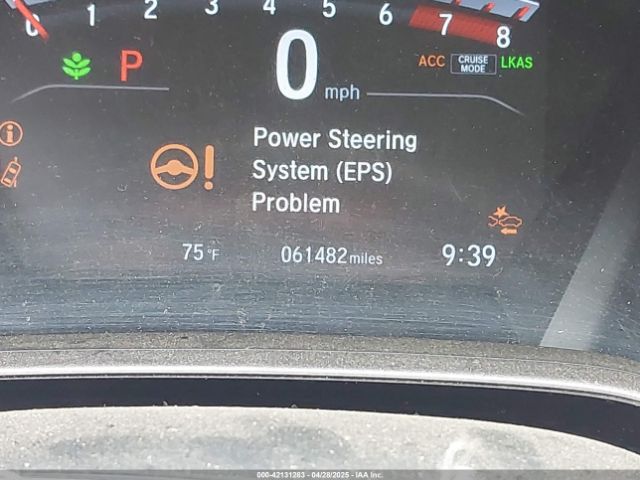 0 1 2 3 4 5 6 7 8
P 0 ACC CRUISE MODE LKAS
mph
Power Steering
System (EPS)
Problem
75 °F 061482 miles 9:39
000-42131263 04/28/2025 - IAA Inc.